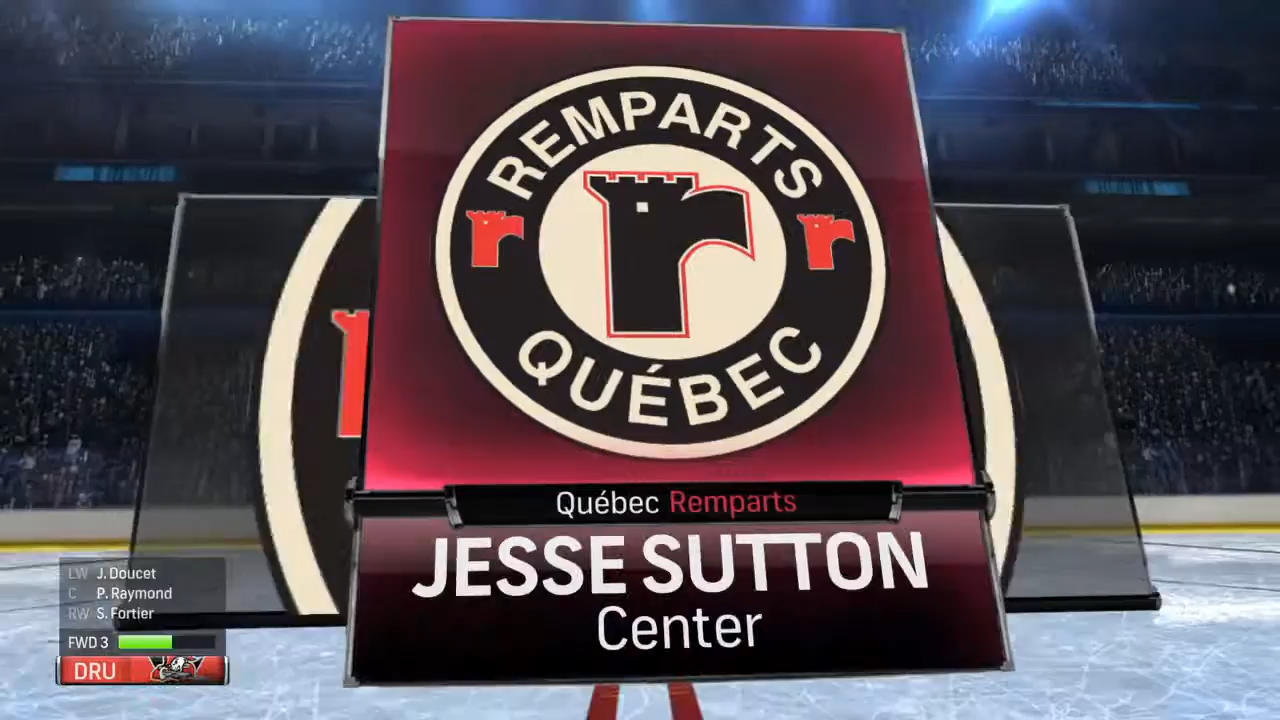 REMPARTS
QUÉBEC
Québec Remparts
JESSE SUTTON
Center
LW J. Doucet
C P. Raymond
RW S. Fortier
FWD 3
DRU